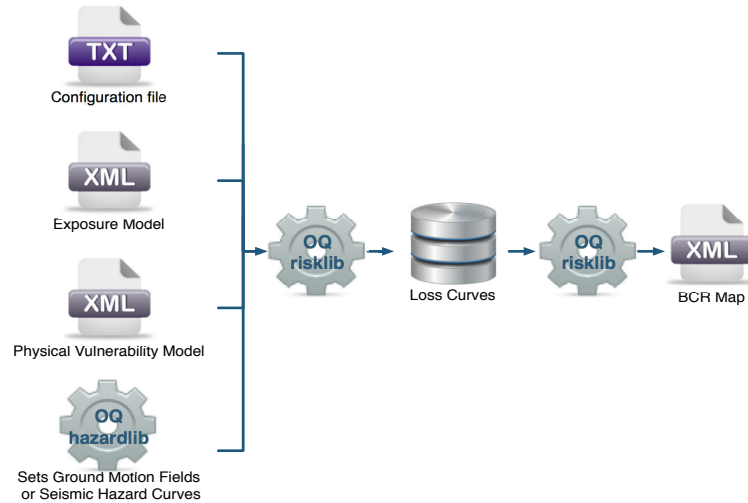 TXT
Configuration file
XML
Exposure Model
XML
Physical Vulnerability Model
OQ
hazardlib
Sets Ground Motion Fields
or Seismic Hazard Curves
OQ
risklib
Loss Curves
OQ
risklib
XML
BCR Map